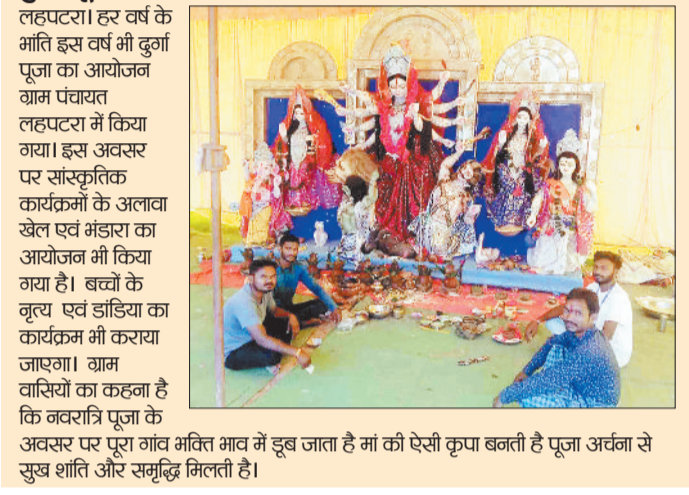 लहपटरा। हर वर्ष के
भांति इस वर्ष भी दुर्गा
पूजा का आयोजन
ग्राम पंचायत
लहपटरा में किया
गया। इस अवसर
पर सांस्कृतिक
कार्यक्रमों के अलावा
खेल एवं भंडारा का
आयोजन भी किया
गया है। बच्चों के
नृत्य एवं डांडिया का
कार्यक्रम भी कराया
जाएगा। ग्राम
वासियों का कहना है
कि नवरात्रि पूजा के
अवसर पर पूरा गांव भक्ति भाव में डूब जाता है मां की ऐसी कृपा बनती है पूजा अर्चना से
सुख शांति और समृद्धि मिलती है।